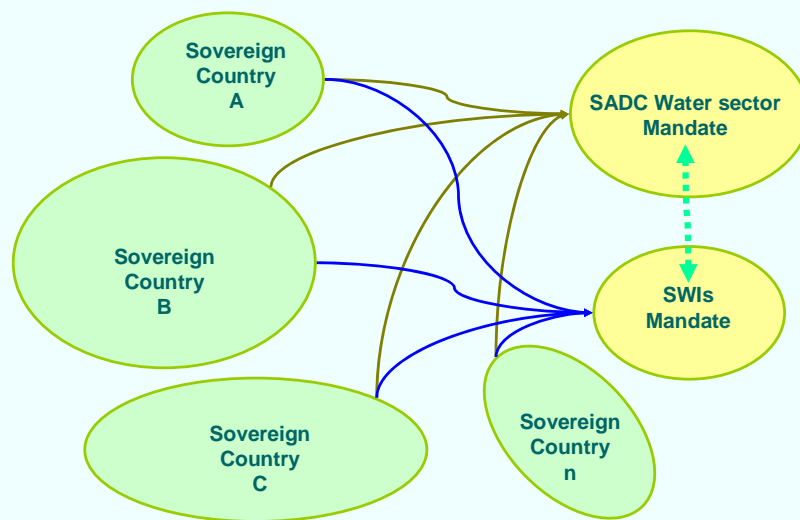 Sovereign
Country
A
SADC Water sector
Mandate
Sovereign
Country
B
SWIs
Mandate
Sovereign
Country
C
Sovereign
Country
n